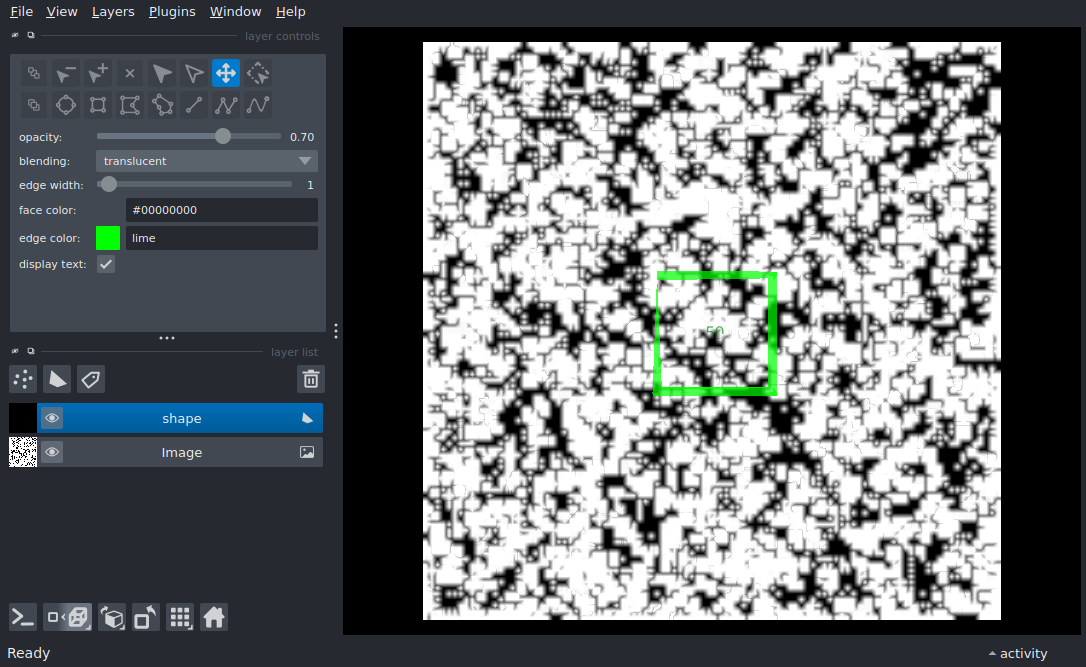 File View Layers Plugins Window Help
layer controls
opacity: 0.70
blending: translucent
edge width: 1
face color: #00000000
edge color: lime
display text:
layer list
shape
Image
Ready
activity